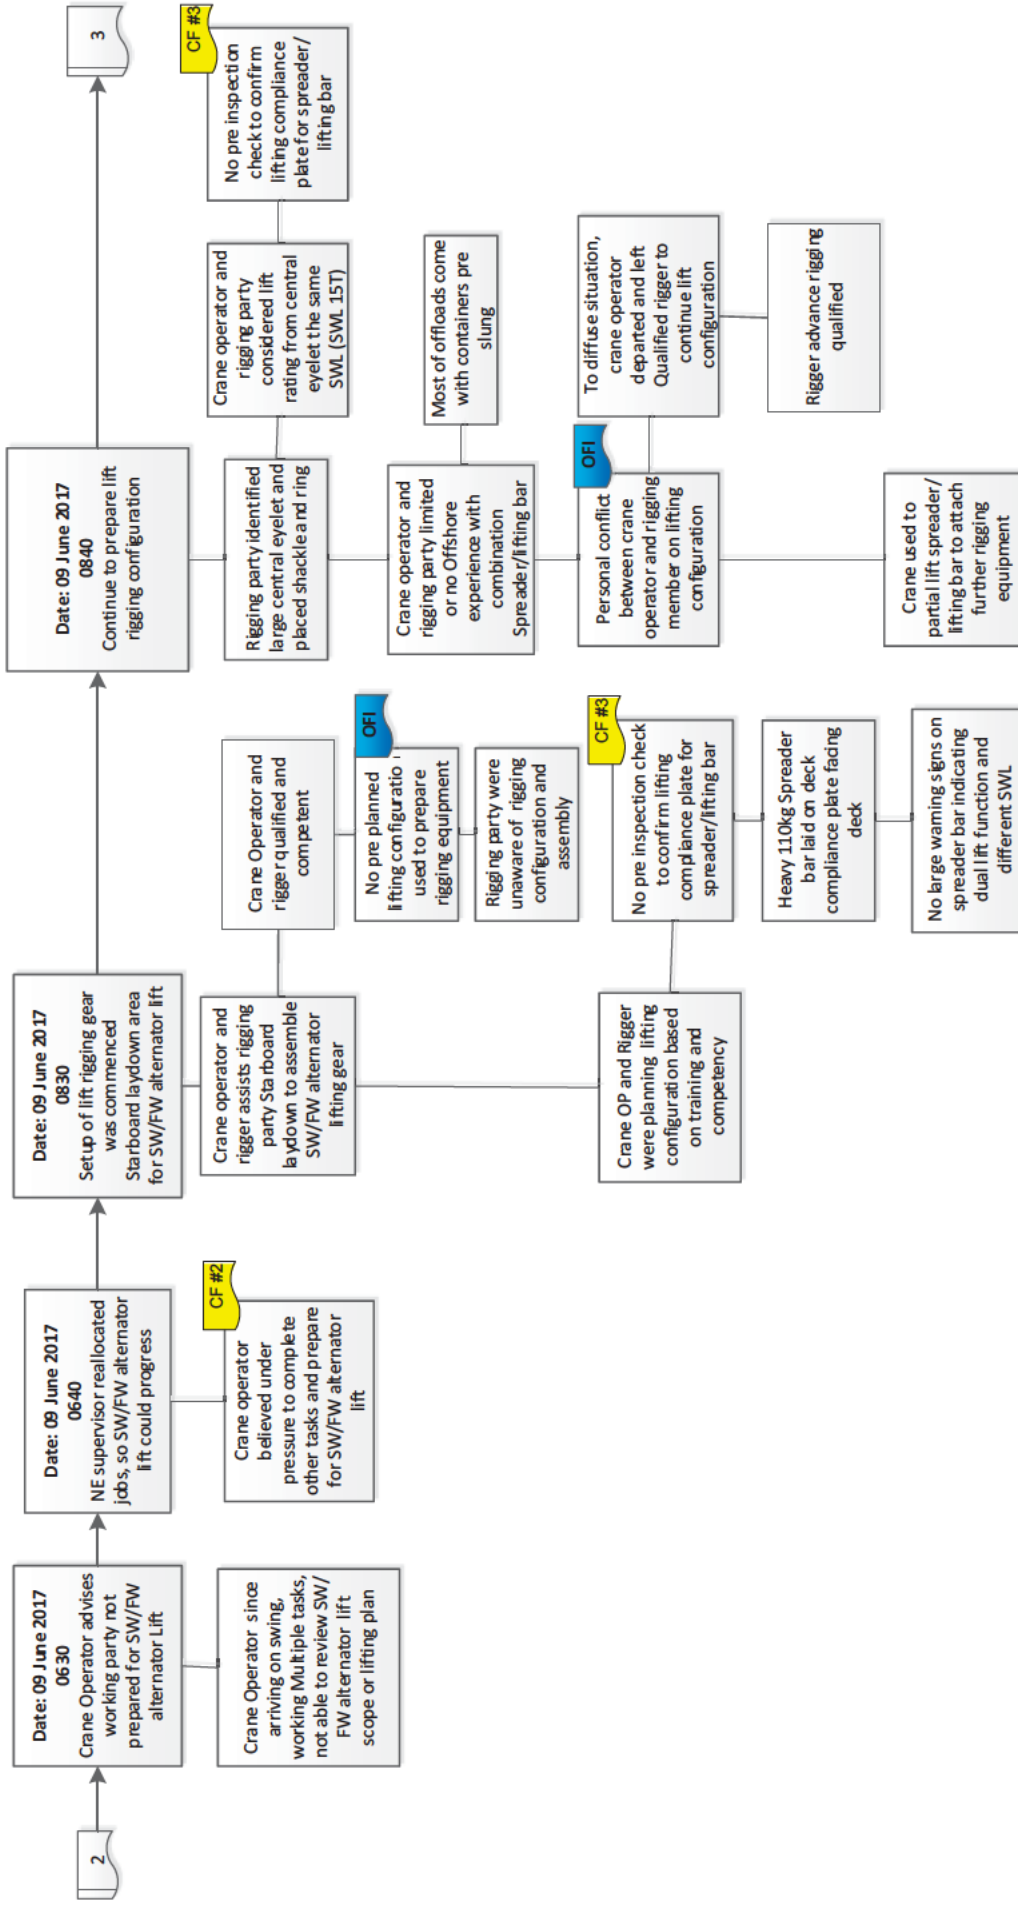 2
Date: 09 June 2017
0630
Crane Operator advises
working party not
prepared for SW/FW
alternator Lift
Crane Operator since
arriving on swing,
working Multiple tasks,
not able to review SW/
FW alternator lift
scope or lifting plan
Date: 09 June 2017
0640
NE supervisor reallocated
jobs, so SW/FW alternator
lift could progress
CF #2
Crane operator
believed under
pressure to complete
other tasks and prepare
for SW/FW alternator
lift
Date: 09 June 2017
0830
Setup of lift rigging gear
was commenced
Starboard laydown area
for SW/FW alternator lift
Crane operator and
rigger assists rigging
party Starboard
laydown to assemble
SW/FW alternator
lifting gear
Crane Operator and
rigger qualified and
competent
OFI
No pre planned
lifting configuratio
used to prepare
rigging equipment
Rigging party were
unaware of rigging
configuration and
assembly
Crane OP and Rigger
were planning lifting
configuration based
on training and
competency
CF #3
No pre inspection check
to confirm lifting
compliance plate for
spreader/lifting bar
Heavy 110kg Spreader
bar laid on deck
compliance plate fading
deck
No large warning signs on
spreader bar indicating
dual lift function and
different SWL
Date: 09 June 2017
0840
Continue to prepare lift
rigging configuration
Rigging party identified
large central eyelet and
placed shackle and ring
Crane operator and
rigging party
considered lift
rating from central
eyelet the same
SWL (SWL 15T)
CF #3
No pre inspection
check to confirm
lifting compliance
plate for spreader/
lifting bar
Crane operator and
rigging party limited
or no Offshore
experience with
combination
Spreader/lifting bar
Most of offloads come
with containers pre
slung
OFI
Personal conflict
between crane
operator and rigging
member on lifting
configuration
To diffuse situation,
crane operator
departed and left
Qualified rigger to
continue lift
configuration
Rigger advance rigging
qualified
Crane used to
partial lift spreader/
lifting bar to attach
further rigging
equipment
3